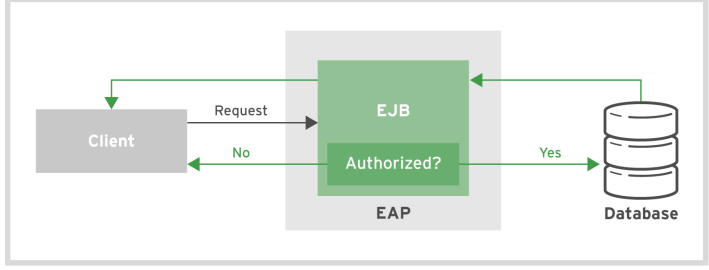 Request
EJB
Client
No
Authorized?
Yes
EAP
Database